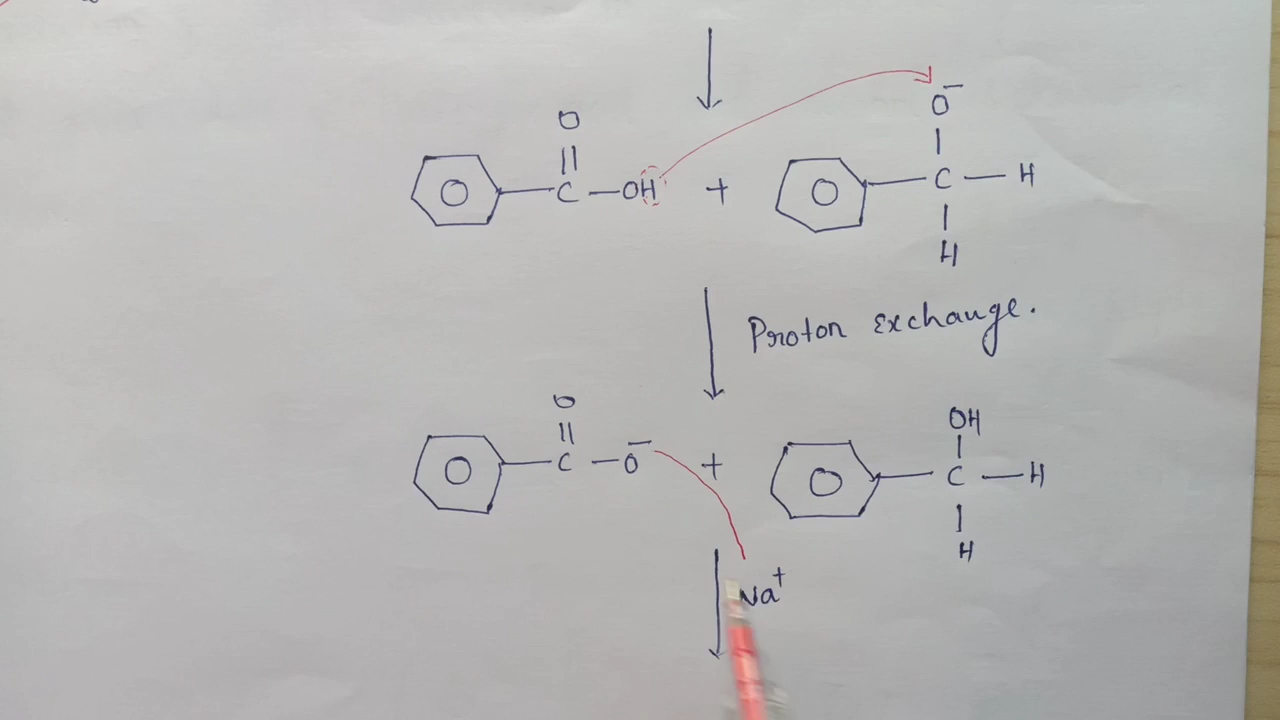 O O⁻
|| |
O C — OH + O — C — H
|
H
Proton exchange.
O OH
|| |
O C — O⁻ + O — C — H
|
H
Na⁺